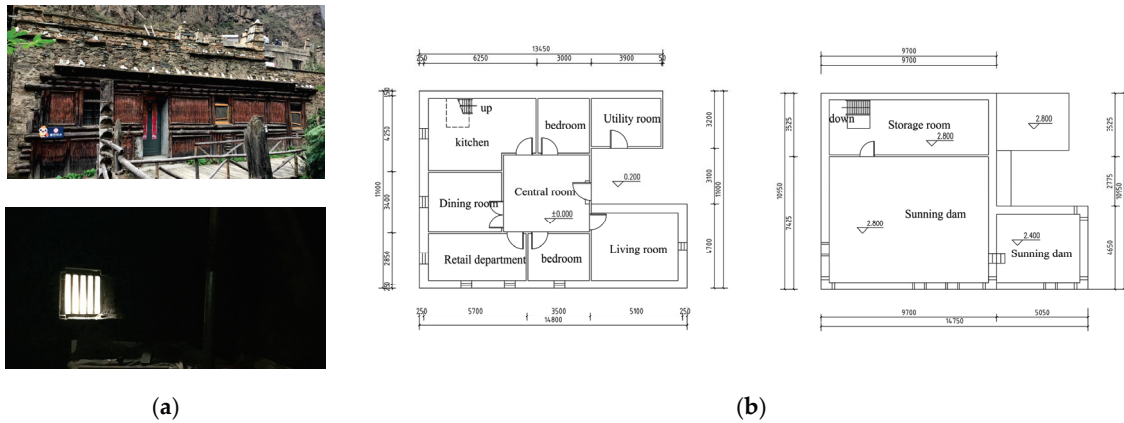 13450
250 6250 3000 3900 50
up
bedroom
Utility room
kitchen
Dining room
Central room
±0.000
0.200
Retail department
bedroom
Living room
11000
4250
3400
2850
250
3200
3100
11000
4700
250 5700 3500 5100 250
14800
9700
9700
down
Storage room
2.800
2.800
Sunning dam
2.800
2.400
Sunning dam
3525
10950
7425
3525
2775
10950
4650
9700 5050
14750
(a)
(b)